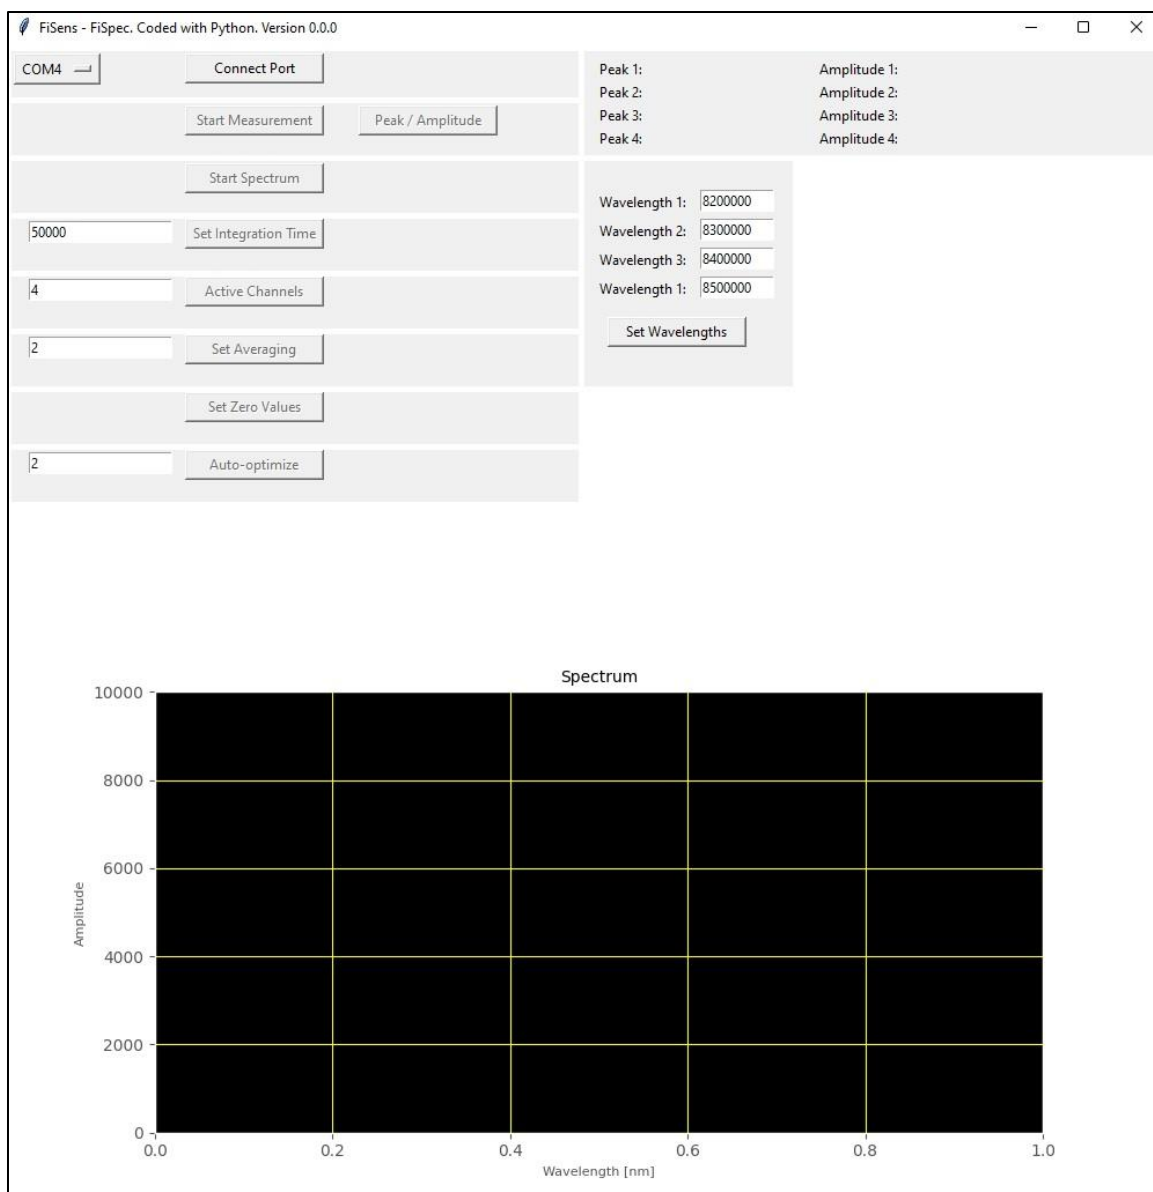 FiSens - FiSpec. Coded with Python. Version 0.0.0
COM4
Connect Port
Start Measurement
Peak / Amplitude
Start Spectrum
50000
Set Integration Time
4
Active Channels
2
Set Averaging
Set Zero Values
2
Auto-optimize
Peak 1:
Amplitude 1:
Peak 2:
Amplitude 2:
Peak 3:
Amplitude 3:
Peak 4:
Amplitude 4:
Wavelength 1: 8200000
Wavelength 2: 8300000
Wavelength 3: 8400000
Wavelength 1: 8500000
Set Wavelengths
Spectrum
10000
8000
6000
4000
2000
0
Amplitude
0.0 0.2 0.4 0.6 0.8 1.0
Wavelength [nm]